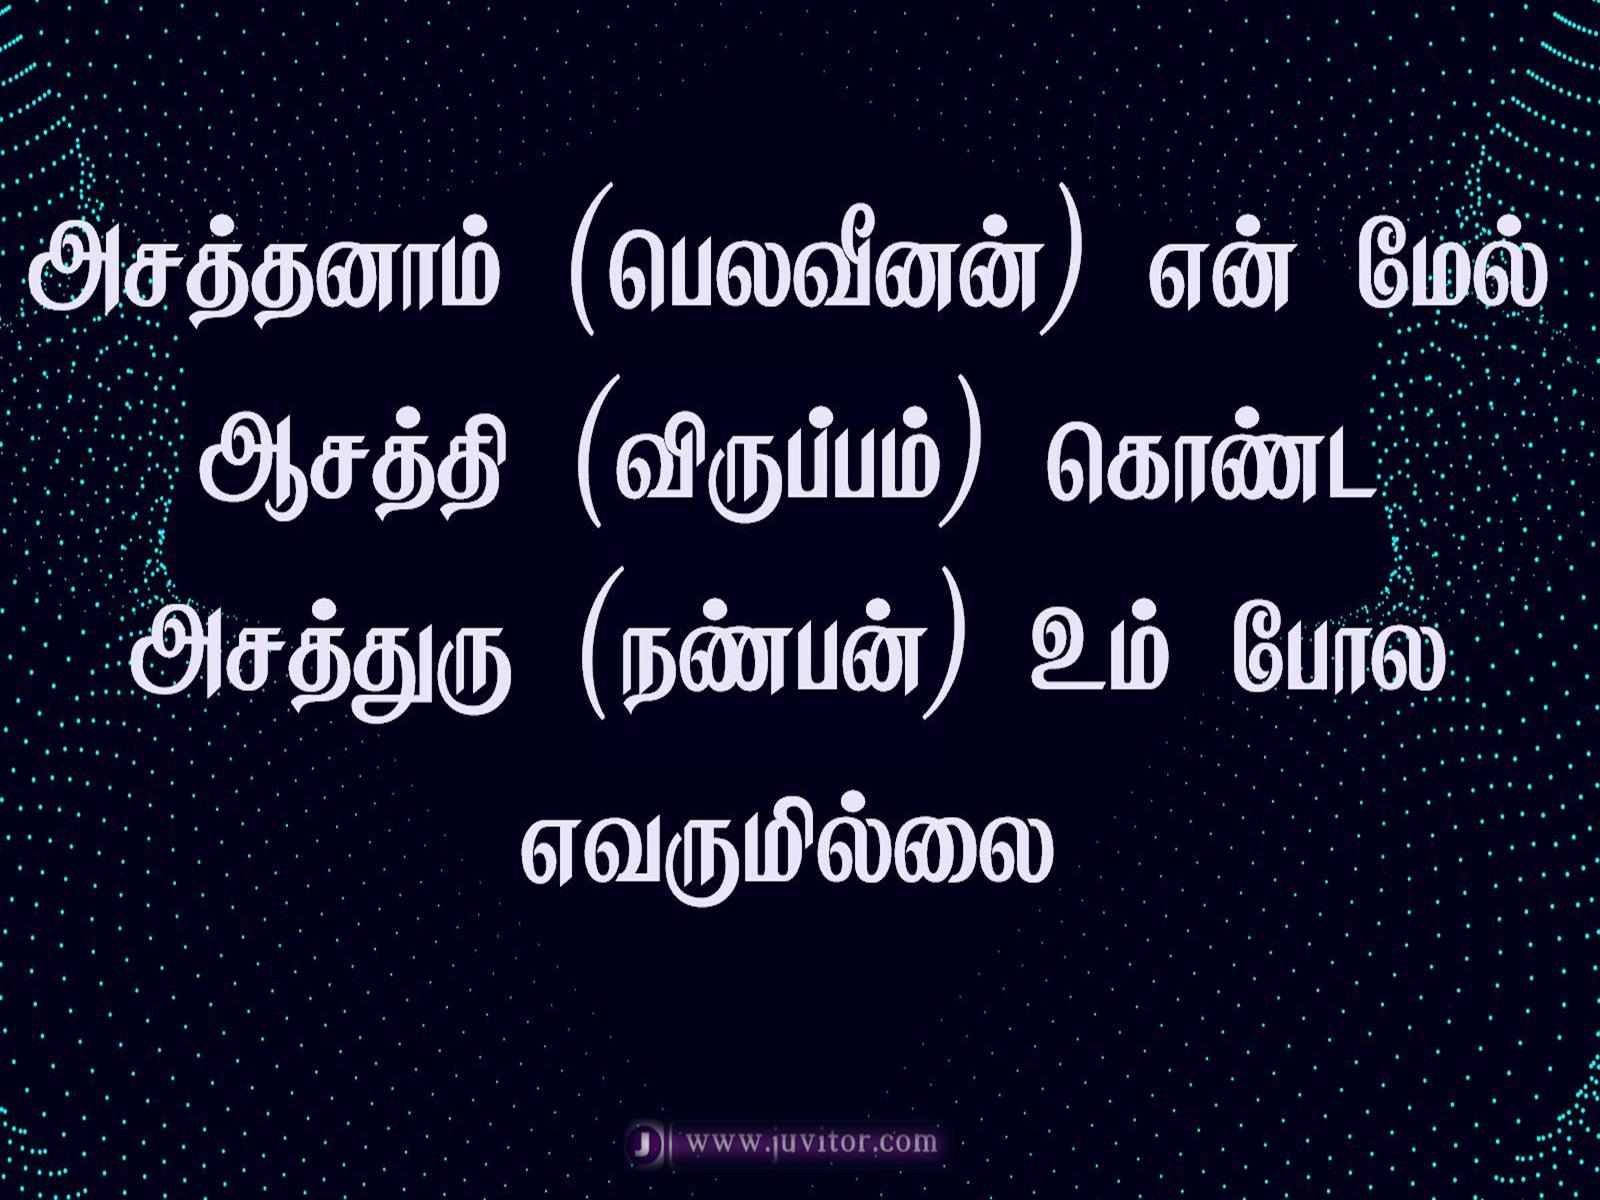 அசத்தனாம் (பெலவீனன்) என் மேல்
ஆசத்தி (விருப்பம்) கொண்ட
அசத்துரு (நண்பன்) உம் போல
எவருமில்லை
J www.juvitor.com